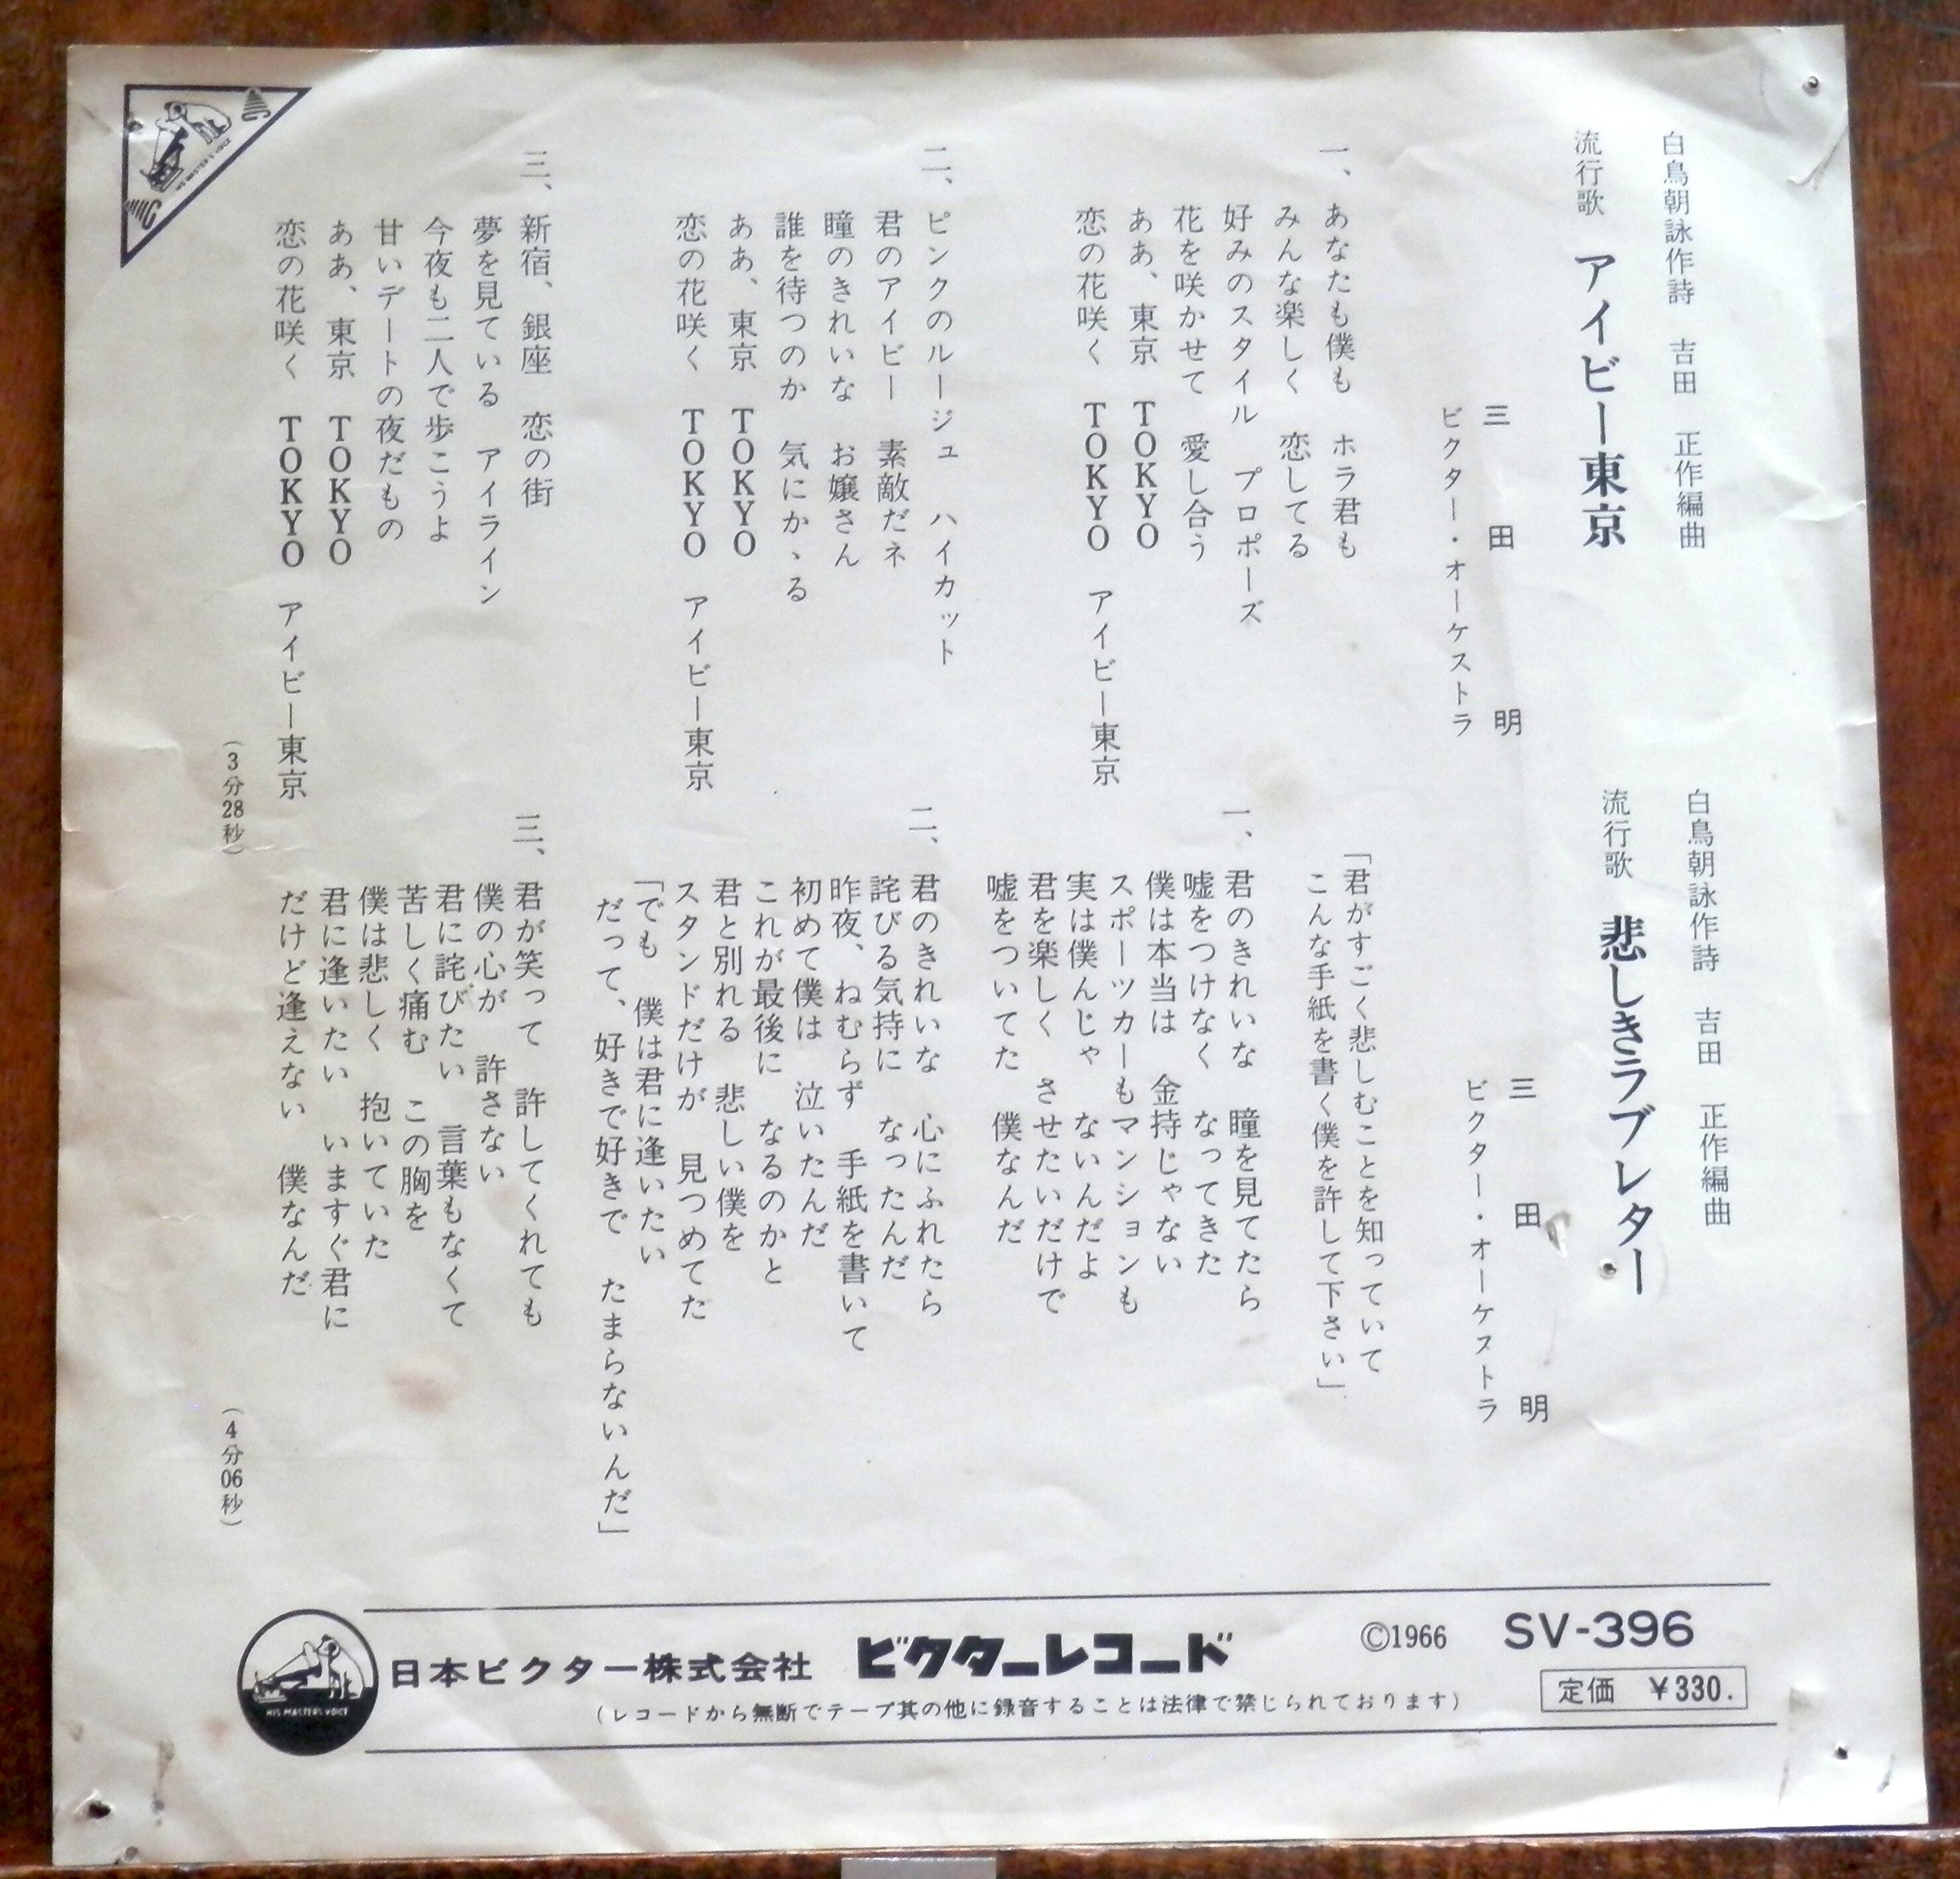 白鳥朝詠作詩 吉田 正作編曲
流行歌 アイビー東京
三田 明
ビクター・オーケストラ
一、あなたも僕も ホラ君も
みんな楽しく 恋してる
好みのスタイル プロポーズ
花を咲かせて 愛し合う
ああ、東京 TOKYO
恋の花咲く TOKYO アイビー東京
二、ピンクのルージュ ハイカット
君のアイビー 素敵だネ
瞳のきれいな お嬢さん
誰を待つのか 気にかゝる
ああ、東京 TOKYO
恋の花咲く TOKYO アイビー東京
三、新宿、銀座 恋の街
夢を見ている アイライン
今夜も二人で歩こうよ
甘いデートの夜だもの
ああ、東京 TOKYO
恋の花咲く TOKYO アイビー東京
(3分28秒)
白鳥朝詠作詩 吉田 正作編曲
流行歌 悲しきラブレター
三田 明
ビクター・オーケストラ
「君がすごく悲しむことを知っていて
こんな手紙を書く僕を許して下さい」
一、君のきれいな 瞳を見てたら
嘘をつけなく なってきた
僕は本当は 金持じゃない
スポーツカーもマンションも
実は僕んじゃ ないんだよ
君を楽しく させたいだけで
嘘をついてた 僕なんだ
二、君のきれいな 心にふれたら
詫びる気持に なったんだ
昨夜、ねむらず 手紙を書いて
初めて僕は 泣いたんだ
これが最後に なるのかと
君と別れる 悲しい僕を
スタンドだけが 見つめてた
「でも 僕は君に逢いたい
だって、好きで好きで たまらないんだ」
三、君が笑って 許してくれても
僕の心が 許さない
君に詫びたい 言葉もなくて
苦しく痛む この胸を
僕は悲しく 抱いていた
君に逢いたい いますぐ君に
だけど逢えない 僕なんだ
(4分06秒)
HIS MASTER'S VOICE
HIS MASTER'S VOICE
日本ビクター株式会社 ビクターレコード ©1966 SV-396
(レコードから無断でテープ其の他に録音することは法律で禁じられております)
定価 ¥330.